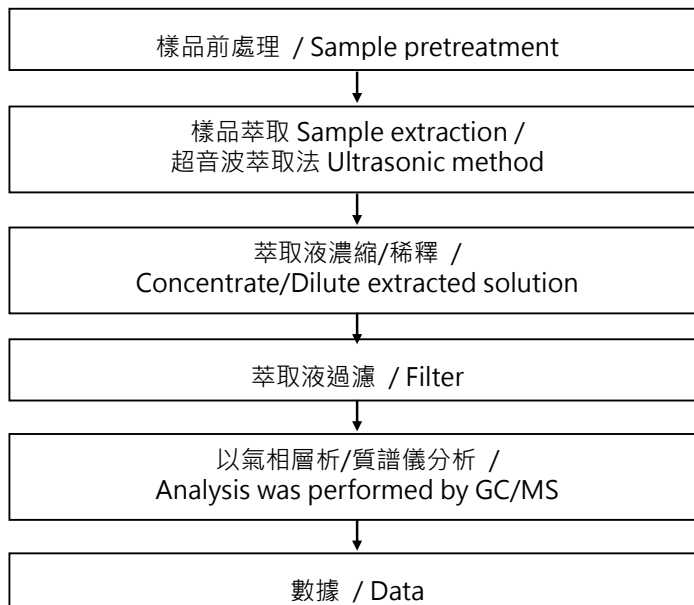 樣品前處理 / Sample pretreatment
樣品萃取 Sample extraction /
超音波萃取法 Ultrasonic method
萃取液濃縮/稀釋 /
Concentrate/Dilute extracted solution
萃取液過濾 / Filter
以氣相層析/質譜儀分析 /
Analysis was performed by GC/MS
數據 / Data